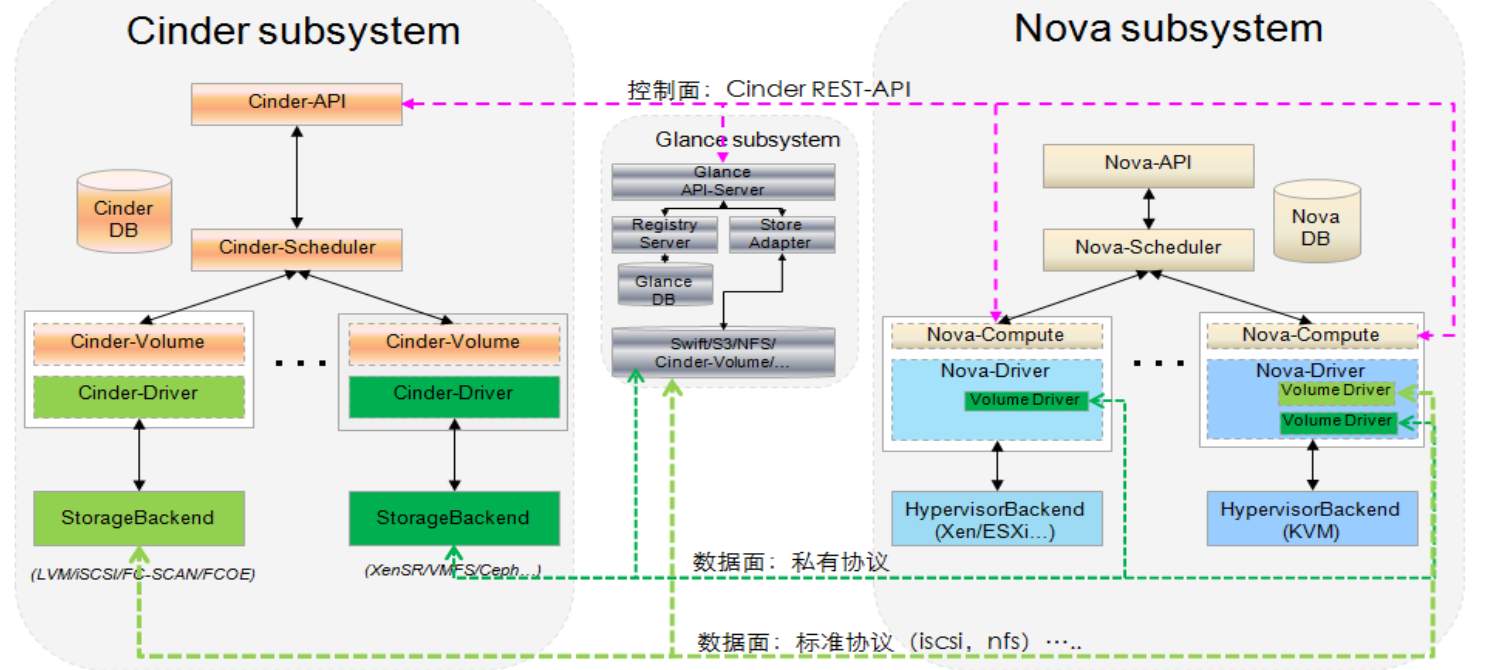 Cinder subsystem
Nova subsystem
控制面：Cinder REST-API
Cinder-API
Glance subsystem
Glance
API-Server
Nova-API
Cinder
DB
Registry
Server
Store
Adapter
Nova
DB
Cinder-Scheduler
Nova-Scheduler
Glance
DB
Cinder-Volume
Cinder-Volume
Swift/S3/NFS/
Cinder-Volume/...
Nova-Compute
Nova-Compute
...
...
Cinder-Driver
Cinder-Driver
Nova-Driver
Volume Driver
Nova-Driver
Volume Driver
Volume Driver
StorageBackend
StorageBackend
HypervisorBackend
(Xen/ESXi...)
HypervisorBackend
(KVM)
(LVM/iSCSI/FC-SCAN/FCOE)
(XenSR/VMFS/Ceph...)
数据面：私有协议
数据面：标准协议（iscsi，nfs）…..